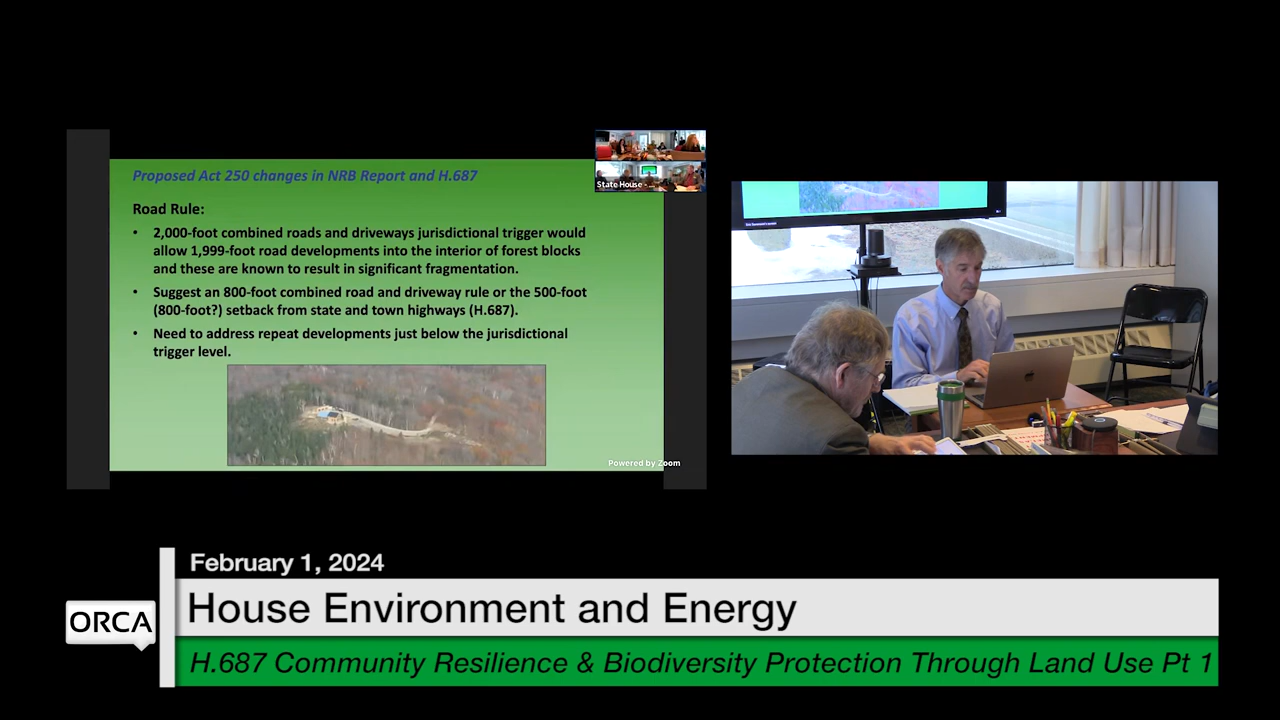 Proposed Act 250 changes in NRB Report and H.687
State House -
Road Rule:
• 2,000-foot combined roads and driveways jurisdictional trigger would
allow 1,999-foot road developments into the interior of forest blocks
and these are known to result in significant fragmentation.
• Suggest an 800-foot combined road and driveway rule or the 500-foot
(800-foot?) setback from state and town highways (H.687).
• Need to address repeat developments just below the jurisdictional
trigger level.
Powered by Zoom
February 1, 2024
House Environment and Energy
ORCA
H.687 Community Resilience & Biodiversity Protection Through Land Use Pt 1